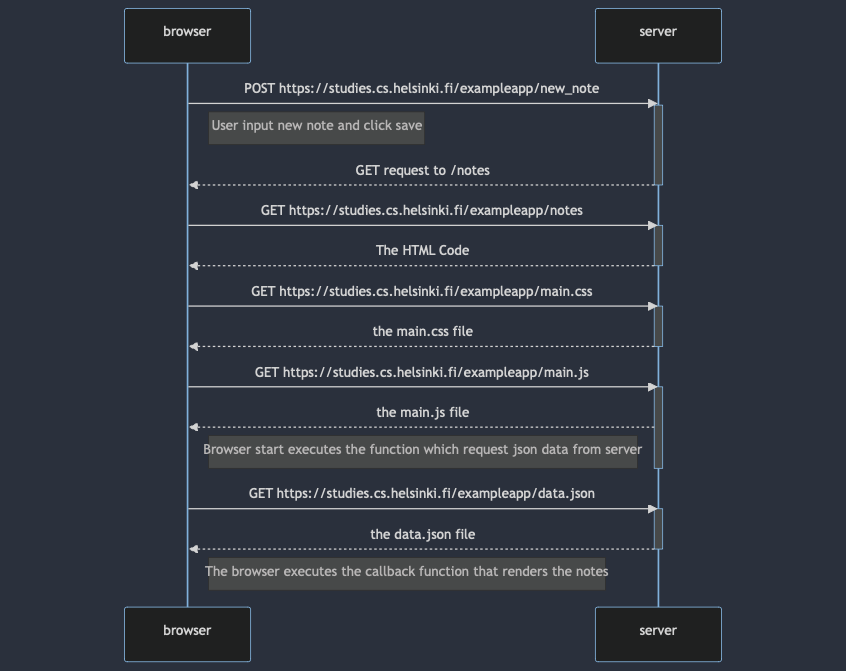 browser
server
POST https://studies.cs.helsinki.fi/exampleapp/new_note
User input new note and click save
GET request to /notes
GET https://studies.cs.helsinki.fi/exampleapp/notes
The HTML Code
GET https://studies.cs.helsinki.fi/exampleapp/main.css
the main.css file
GET https://studies.cs.helsinki.fi/exampleapp/main.js
the main.js file
Browser start executes the function which request json data from server
GET https://studies.cs.helsinki.fi/exampleapp/data.json
the data.json file
The browser executes the callback function that renders the notes
browser
server